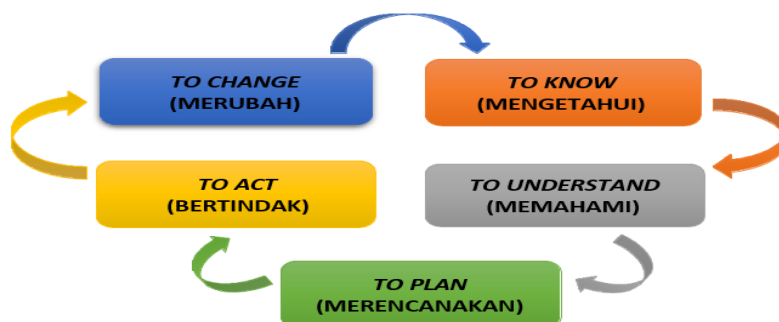 TO CHANGE
(MERUBAH)
TO KNOW
(MENGETAHUI)
TO ACT
(BERTINDAK)
TO UNDERSTAND
(MEMAHAMI)
TO PLAN
(MERENCANAKAN)